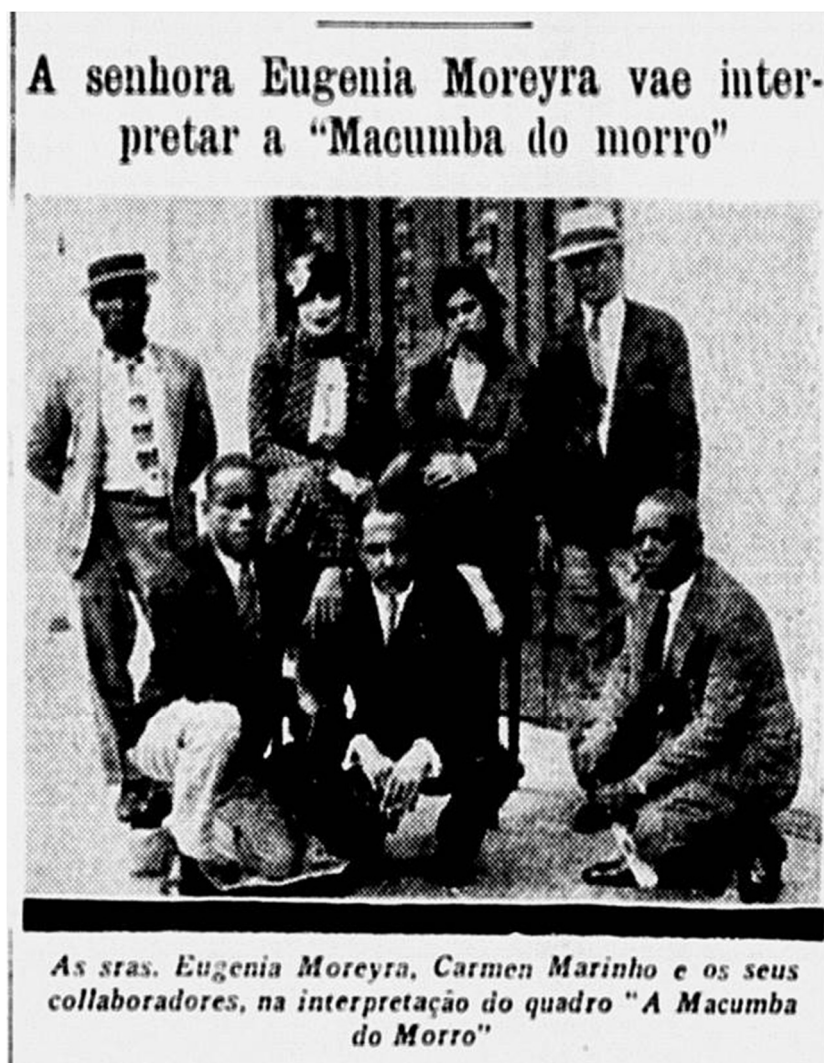 A senhora Eugenia Moreyra vae inter-
pretar a “Macumba do morro”
As sras. Eugenia Moreyra, Carmen Marinho e os seus
collaboradores, na interpretação do quadro "A Macumba
do Morro"